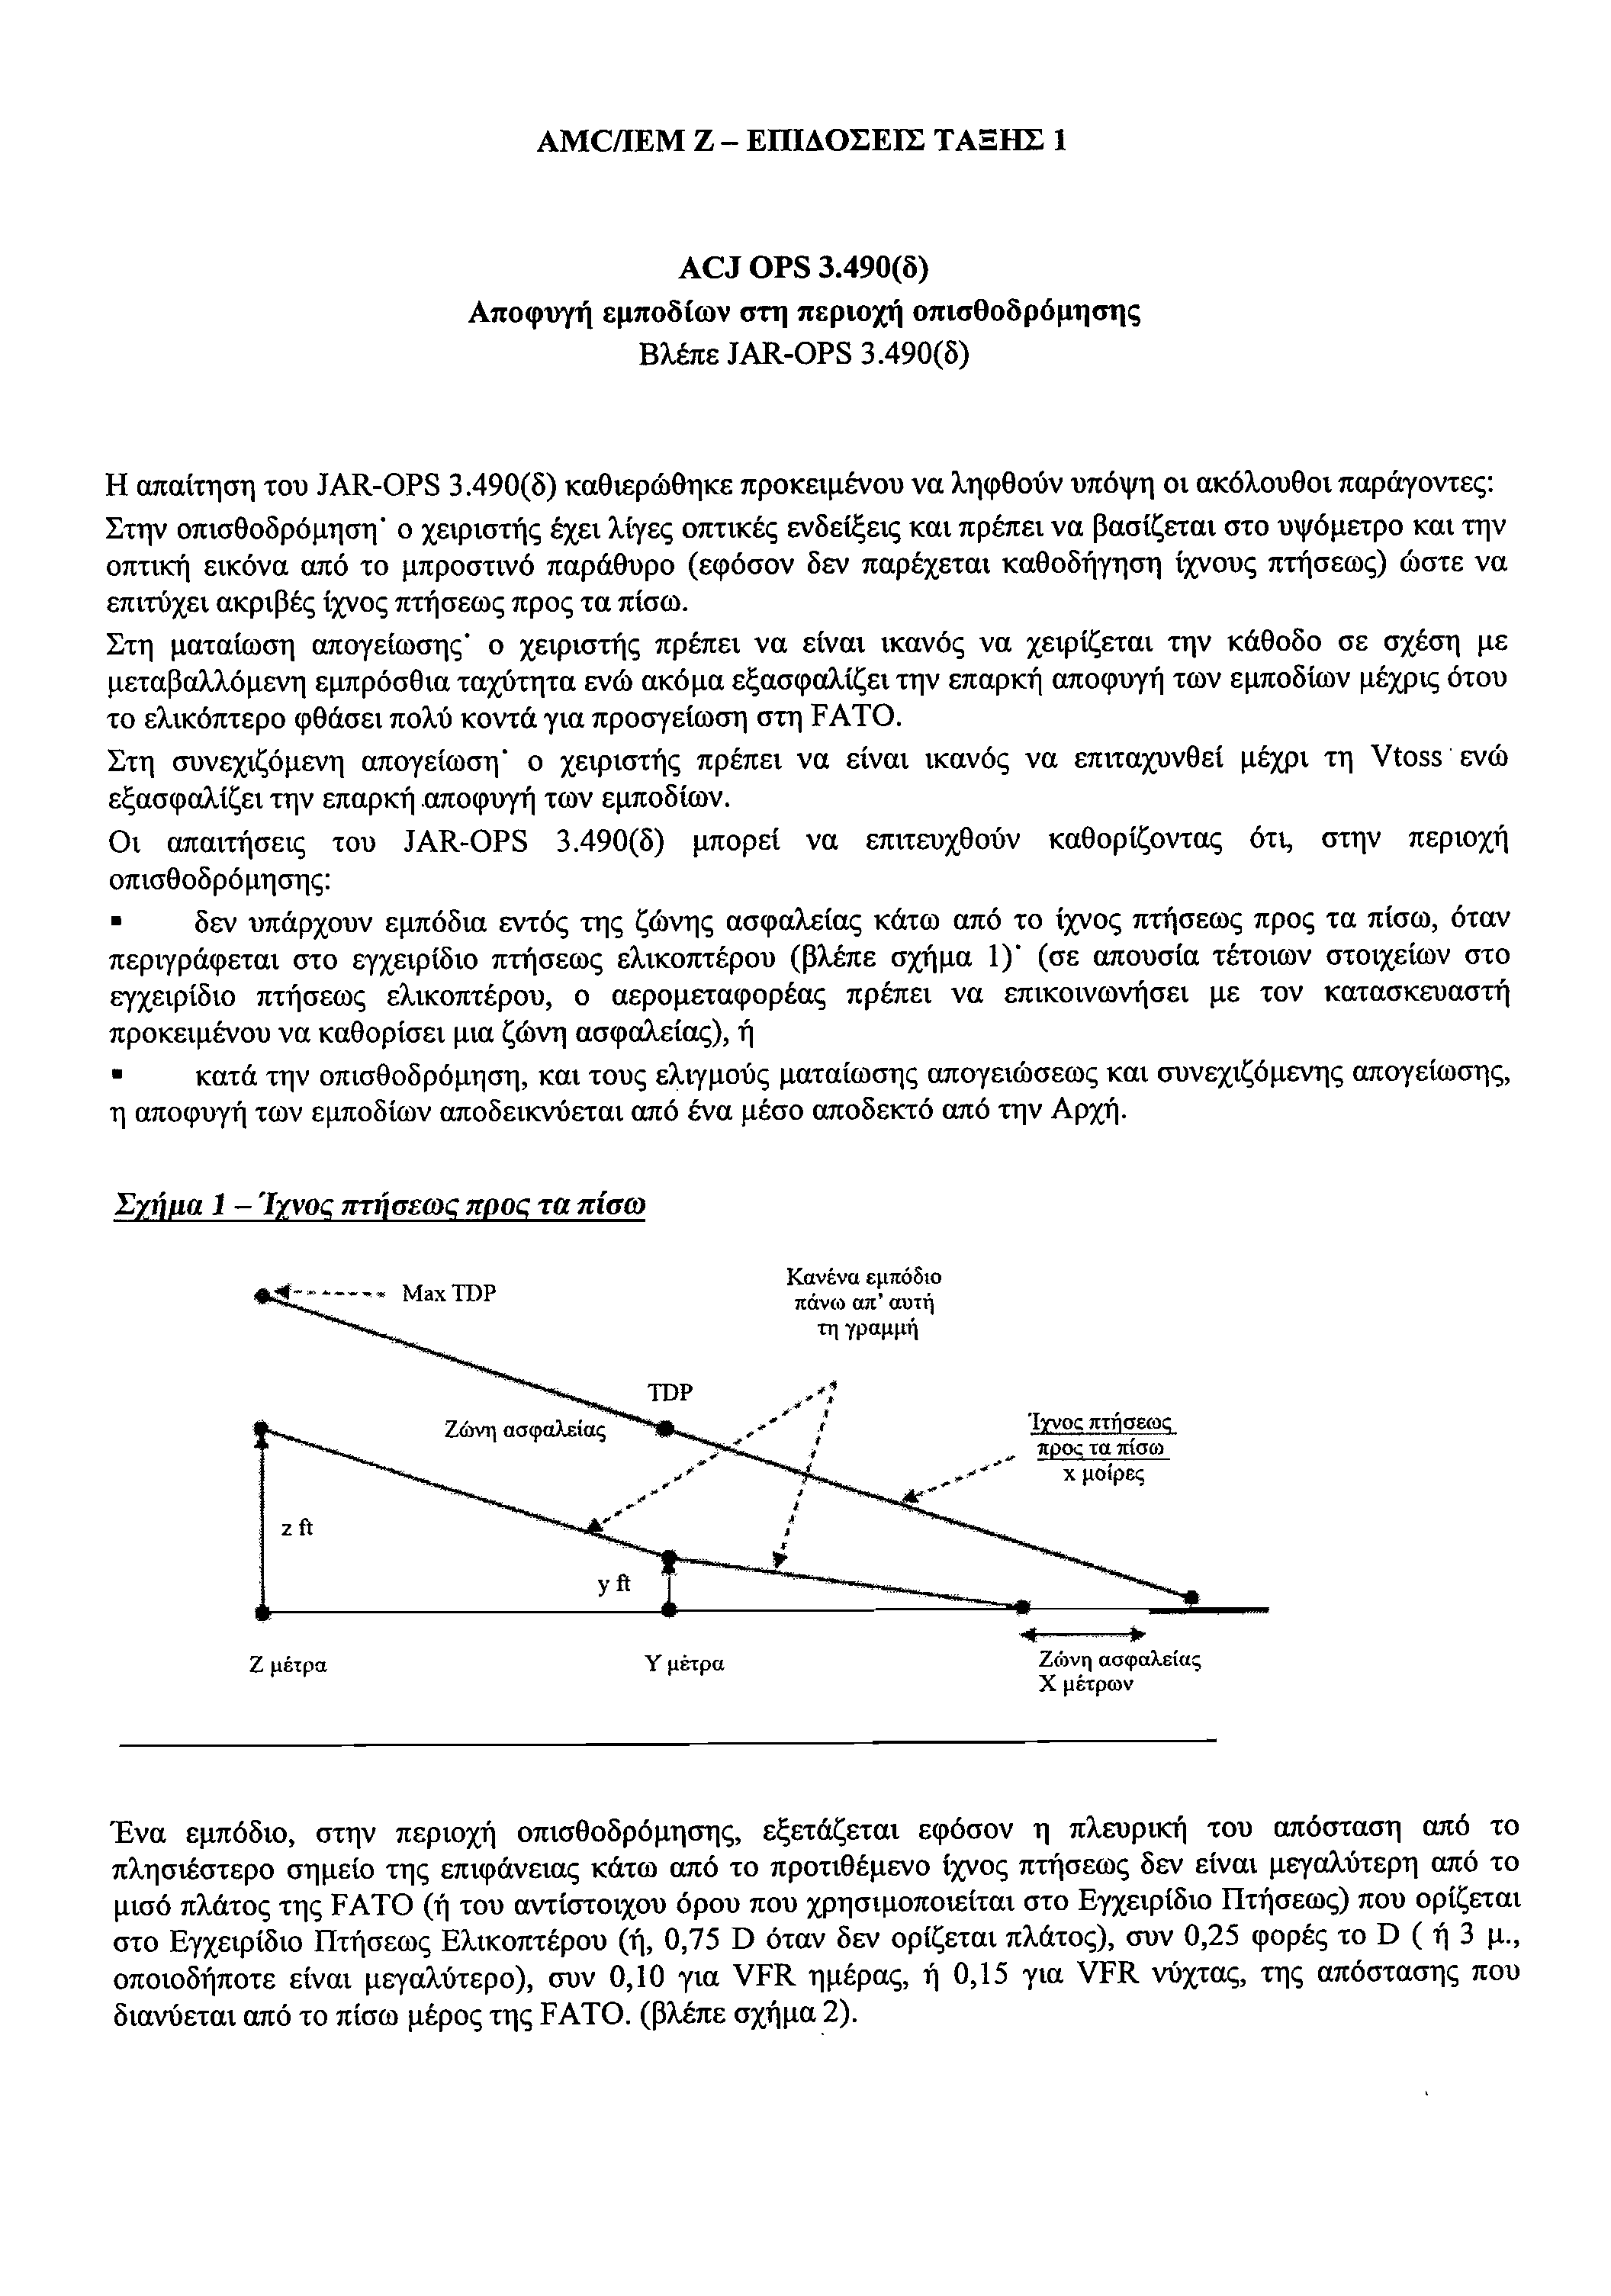 AMC/IEM Z – ΕΠΙΔΟΣΕΙΣ ΤΑΞΗΣ 1
ACJ OPS 3.490(δ)
Αποφυγή εμποδίων στη περιοχή οπισθοδρόμησης
Βλέπε JAR-OPS 3.490(δ)
Η απαίτηση του JAR-OPS 3.490(δ) καθιερώθηκε προκειμένου να ληφθούν υπόψη οι ακόλουθοι παράγοντες:
Στην οπισθοδρόμηση˙ ο χειριστής έχει λίγες οπτικές ενδείξεις και πρέπει να βασίζεται στο υψόμετρο και την
οπτική εικόνα από το μπροστινό παράθυρο (εφόσον δεν παρέχεται καθοδήγηση ίχνους πτήσεως) ώστε να
επιτύχει ακριβές ίχνος πτήσεως προς τα πίσω.
Στη ματαίωση απογείωσης˙ ο χειριστής πρέπει να είναι ικανός να χειρίζεται την κάθοδο σε σχέση με
μεταβαλλόμενη εμπρόσθια ταχύτητα ενώ ακόμα εξασφαλίζει την επαρκή αποφυγή των εμποδίων μέχρις ότου
το ελικόπτερο φθάσει πολύ κοντά για προσγείωση στη FATO.
Στη συνεχιζόμενη απογείωση˙ ο χειριστής πρέπει να είναι ικανός να επιταχυνθεί μέχρι τη Vtoss ενώ
εξασφαλίζει την επαρκή αποφυγή των εμποδίων.
Οι απαιτήσεις του JAR-OPS 3.490(δ) μπορεί να επιτευχθούν καθορίζοντας ότι, στην περιοχή
οπισθοδρόμησης:
▪ δεν υπάρχουν εμπόδια εντός της ζώνης ασφαλείας κάτω από το ίχνος πτήσεως προς τα πίσω, όταν
περιγράφεται στο εγχειρίδιο πτήσεως ελικοπτέρου (βλέπε σχήμα 1)˙ (σε απουσία τέτοιων στοιχείων στο
εγχειρίδιο πτήσεως ελικοπτέρου, ο αερομεταφορέας πρέπει να επικοινωνήσει με τον κατασκευαστή
προκειμένου να καθορίσει μια ζώνη ασφαλείας), ή
▪ κατά την οπισθοδρόμηση, και τους ελιγμούς ματαίωσης απογειώσεως και συνεχιζόμενης απογείωσης,
η αποφυγή των εμποδίων αποδεικνύεται από ένα μέσο αποδεκτό από την Αρχή.
Σχήμα 1 – Ίχνος πτήσεως προς τα πίσω
Κανένα εμπόδιο
πάνω απ' αυτή
τη γραμμή
Max TDP
TDP
Ζώνη ασφαλείας
Ίχνος πτήσεως
προς τα πίσω
x μοίρες
z ft
y ft
Z μέτρα
Y μέτρα
Ζώνη ασφαλείας
X μέτρων
Ένα εμπόδιο, στην περιοχή οπισθοδρόμησης, εξετάζεται εφόσον η πλευρική του απόσταση από το
πλησιέστερο σημείο της επιφάνειας κάτω από το προτιθέμενο ίχνος πτήσεως δεν είναι μεγαλύτερη από το
μισό πλάτος της FATO (ή του αντίστοιχου όρου που χρησιμοποιείται στο Εγχειρίδιο Πτήσεως) που ορίζεται
στο Εγχειρίδιο Πτήσεως Ελικοπτέρου (ή, 0,75 D όταν δεν ορίζεται πλάτος), συν 0,25 φορές το D ( ή 3 μ.,
οποιοδήποτε είναι μεγαλύτερο), συν 0,10 για VFR ημέρας, ή 0,15 για VFR νύχτας, της απόστασης που
διανύεται από το πίσω μέρος της FATO. (βλέπε σχήμα 2).